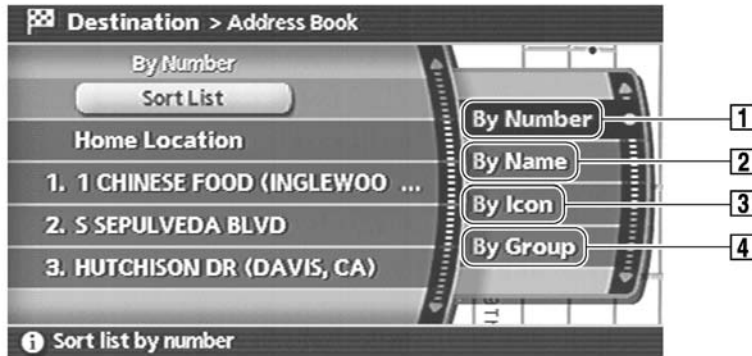 Destination > Address Book
By Number
Sort List
Home Location
1. 1 CHINESE FOOD (INGLEWOO ...
2. S SEPULVEDA BLVD
3. HUTCHISON DR (DAVIS, CA)
By Number
By Name
By Icon
By Group
1
2
3
4
i Sort list by number